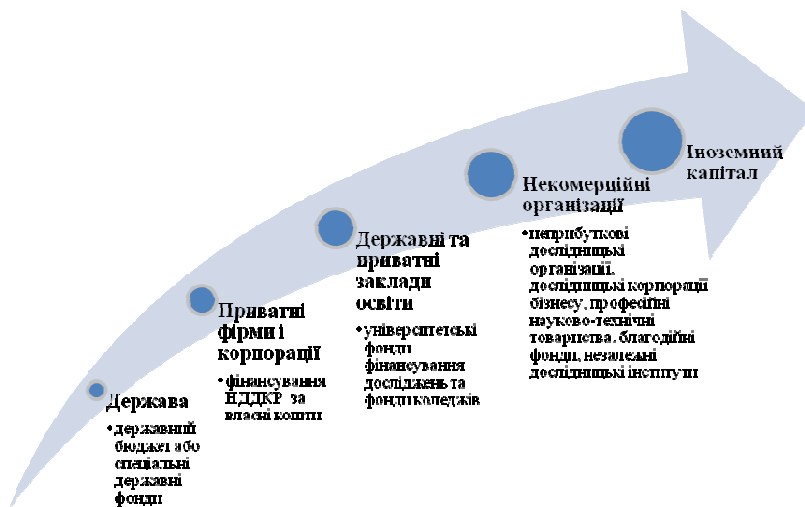 Держава
•державний
бюджет або
спеціальні
державні
фонди
Приватні
фірми і
корпорації
•фінансування
НДДКР за
власні кошти
Державні та
приватні
заклади
освіти
•університетські
фонди
фінансування
досліджень та
фонди коледжів
Некомерційні
організації
•неприбуткові
дослідницькі
організації,
дослідницькі корпорації
бізнесу, професійні
науково-технічні
товариства, благодійні
фонди, незалежні
дослідницькі інститути
Іноземний
капітал